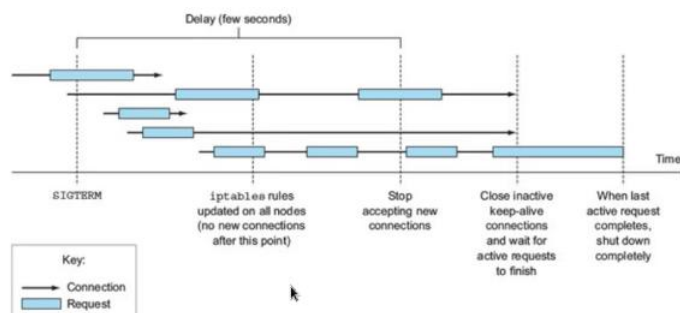 Delay (few seconds)
Time
SIGTERM
iptables rules
updated on all nodes
(no new connections
after this point)
Stop
accepting new
connections
Close inactive
keep-alive
connections
and wait for
active requests
to finish
When last
active request
completes,
shut down
completely
Key:
Connection
Request